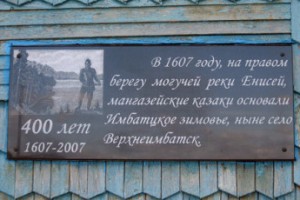 В 1607 году, на правом
берегу могучей реки Енисей,
мангазейские казаки основали
Имбатцкое зимовье, ныне село
Верхнеимбатск.
400 лет
1607-2007